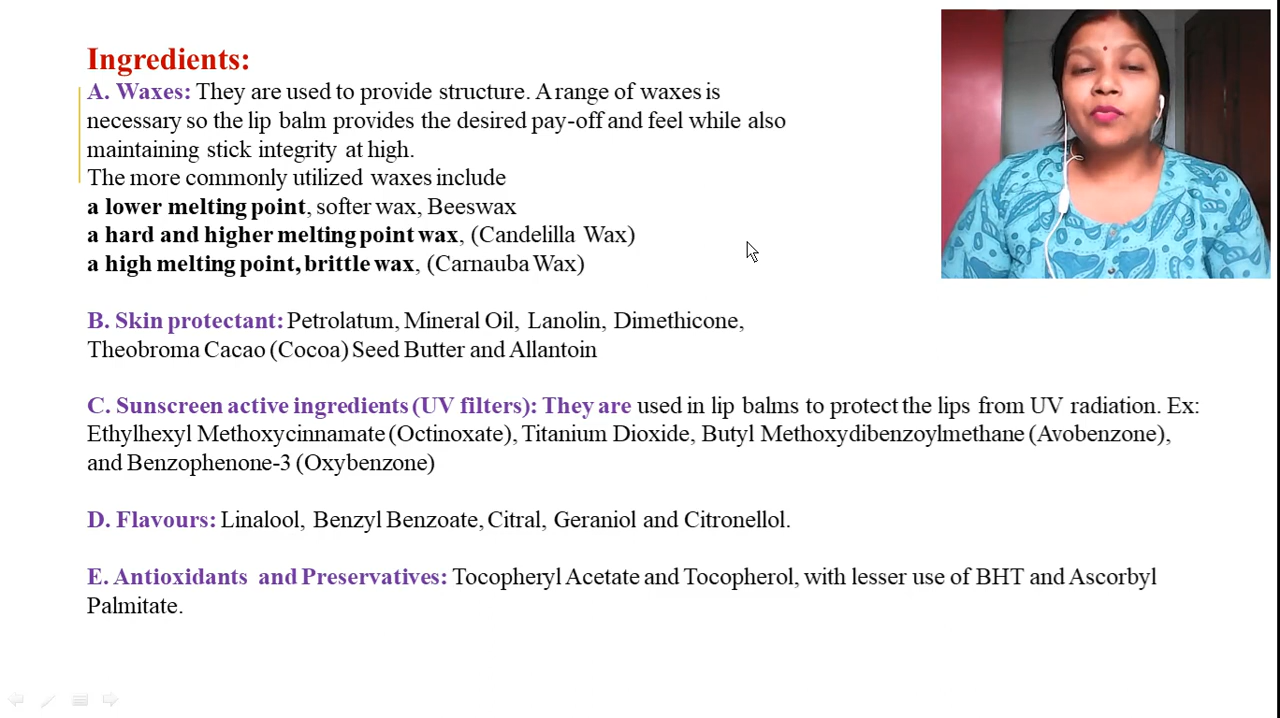 Ingredients:
A. Waxes: They are used to provide structure. A range of waxes is
necessary so the lip balm provides the desired pay-off and feel while also
maintaining stick integrity at high.
The more commonly utilized waxes include
a lower melting point, softer wax, Beeswax
a hard and higher melting point wax, (Candelilla Wax)
a high melting point, brittle wax, (Carnauba Wax)
B. Skin protectant: Petrolatum, Mineral Oil, Lanolin, Dimethicone,
Theobroma Cacao (Cocoa) Seed Butter and Allantoin
C. Sunscreen active ingredients (UV filters): They are used in lip balms to protect the lips from UV radiation. Ex:
Ethylhexyl Methoxycinnamate (Octinoxate), Titanium Dioxide, Butyl Methoxydibenzoylmethane (Avobenzone),
and Benzophenone-3 (Oxybenzone)
D. Flavours: Linalool, Benzyl Benzoate, Citral, Geraniol and Citronellol.
E. Antioxidants and Preservatives: Tocopheryl Acetate and Tocopherol, with lesser use of BHT and Ascorbyl
Palmitate.